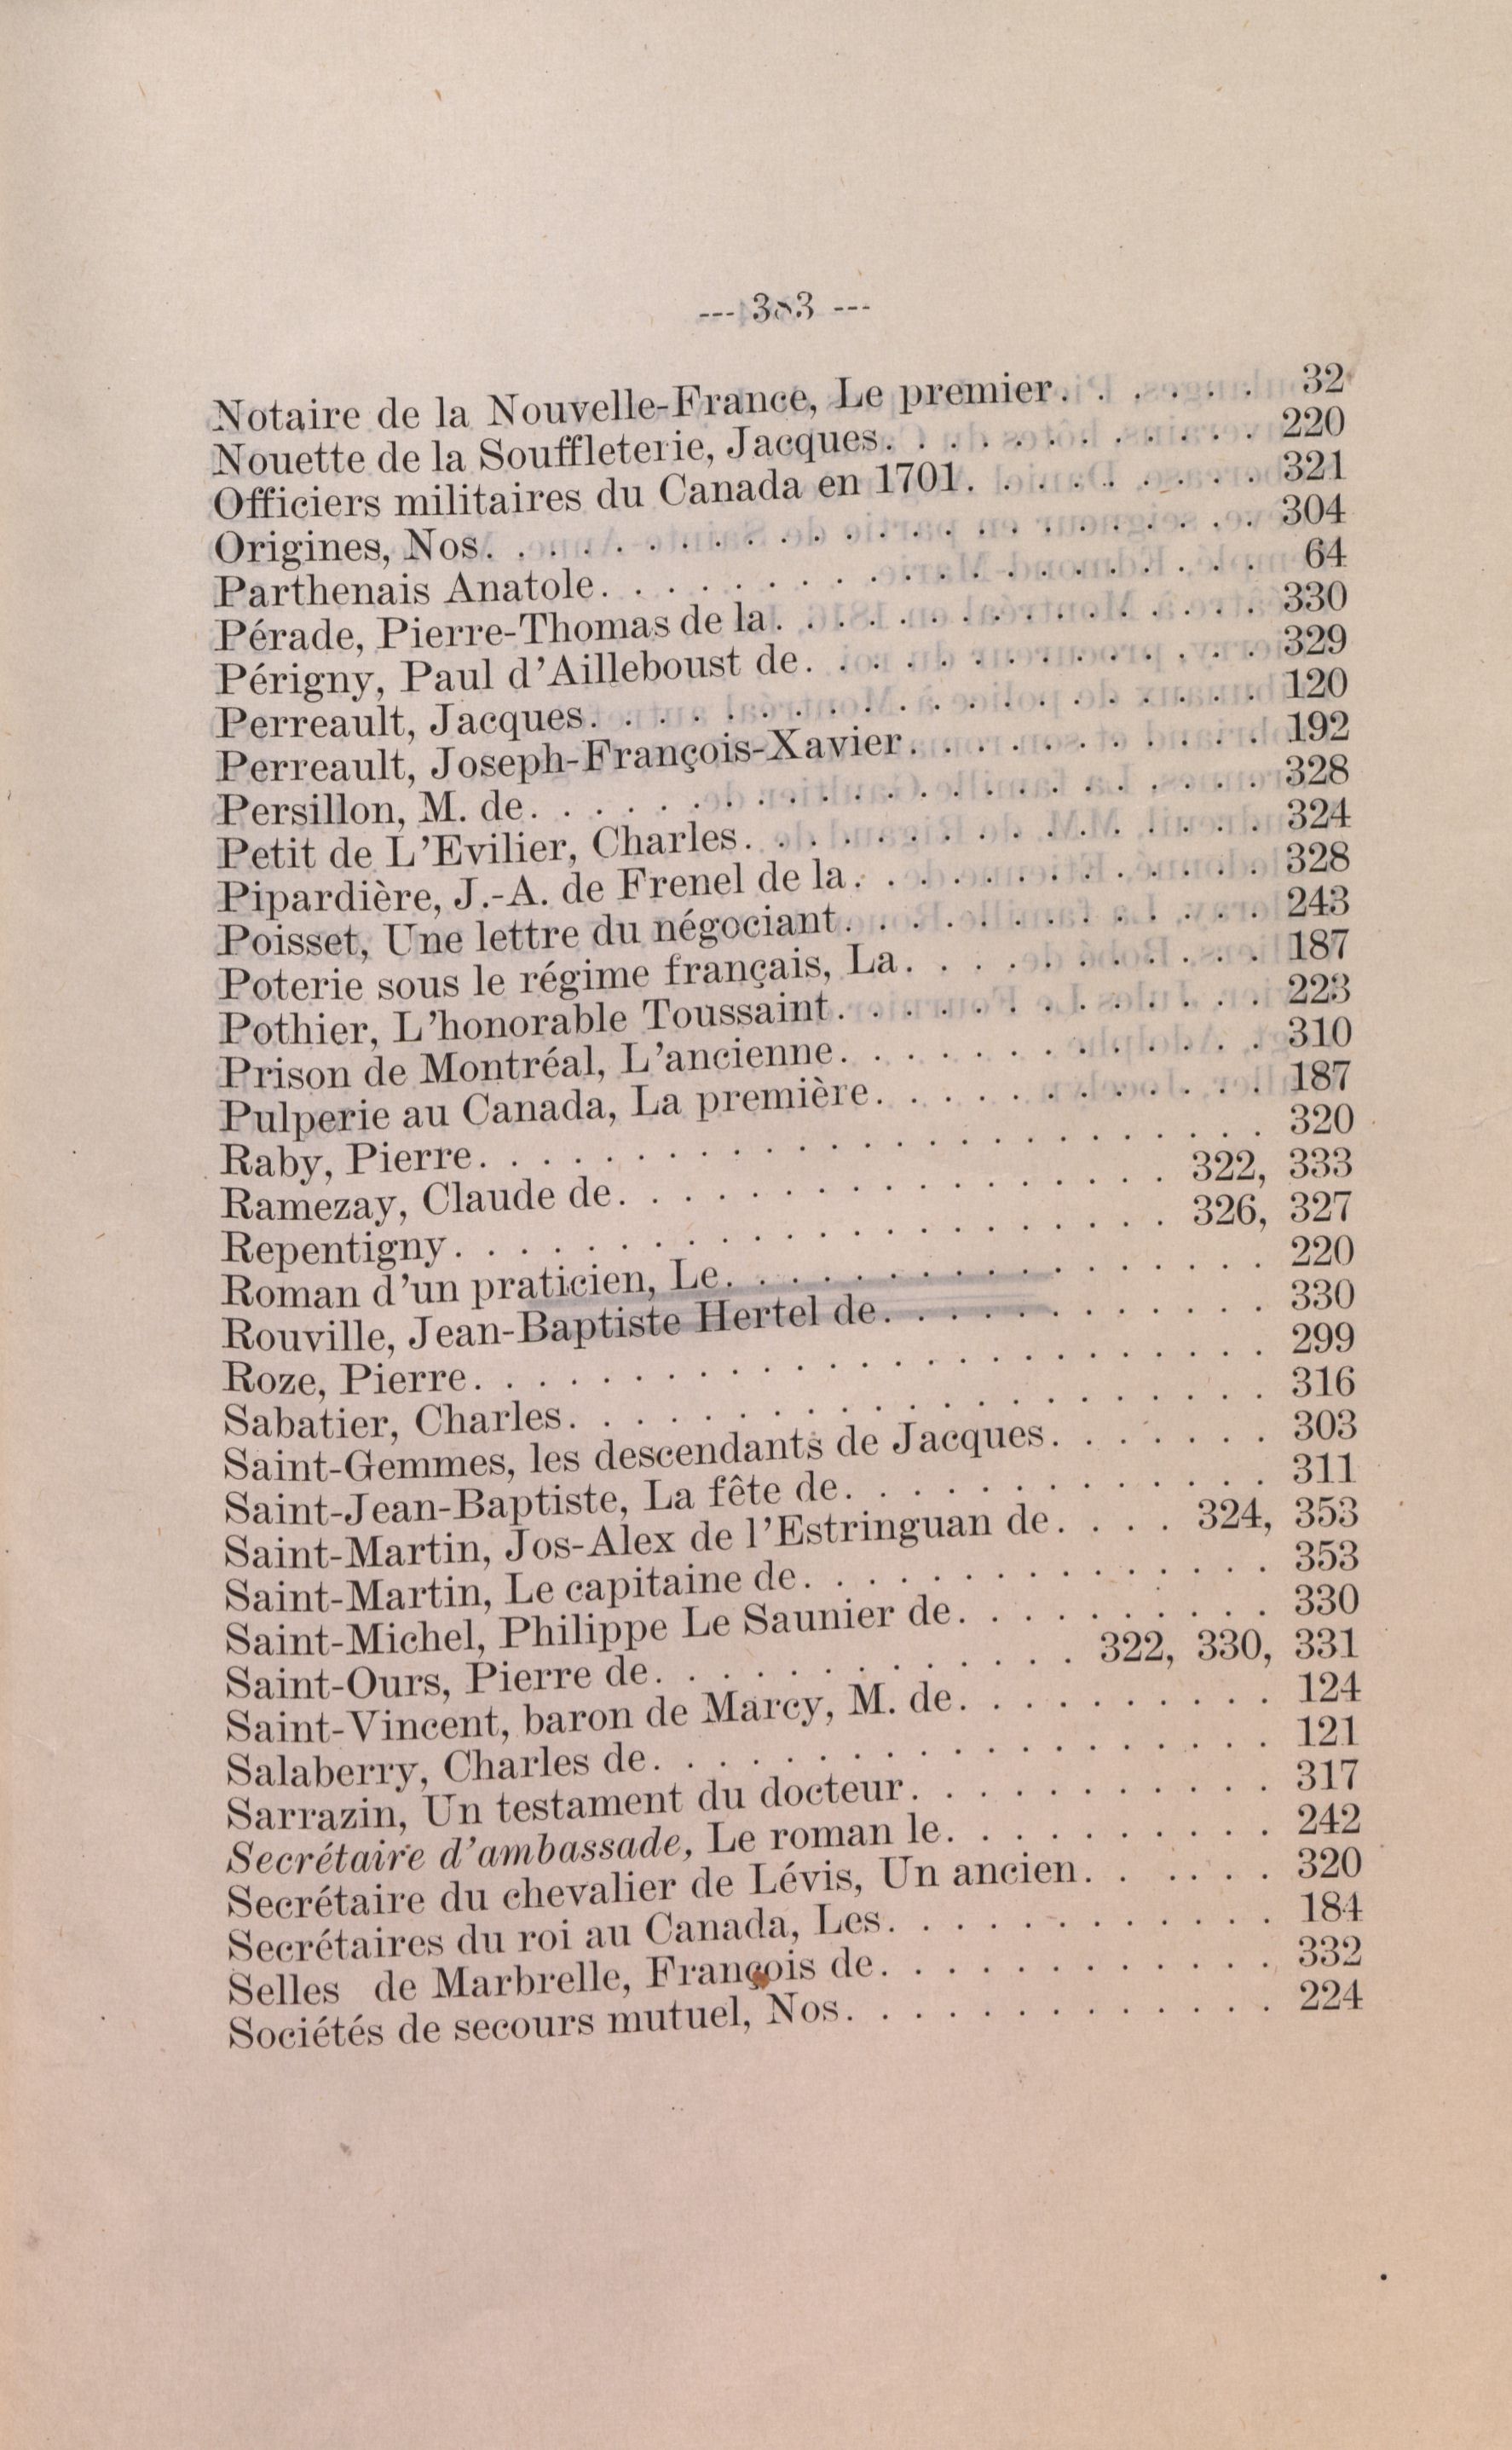 --- 383 ---
Notaire de la Nouvelle-France, Le premier. . . . . . . 32
Nouette de la Souffleterie, Jacques. . . . . . . . . . . . 220
Officiers militaires du Canada en 1701. . . . . . . . . . 321
Origines, Nos. . . . . . . . . . . . . . . . . . . . . . . . 304
Parthenais Anatole. . . . . . . . . . . . . . . . . . . . 64
Pérade, Pierre-Thomas de la. . . . . . . . . . . . . . . 330
Périgny, Paul d'Ailleboust de. . . . . . . . . . . . . . 329
Perreault, Jacques. . . . . . . . . . . . . . . . . . . . . 120
Perreault, Joseph-François-Xavier. . . . . . . . . . . 192
Persillon, M. de. . . . . . . . . . . . . . . . . . . . . . 328
Petit de L'Evilier, Charles. . . . . . . . . . . . . . . . 324
Pipardière, J.-A. de Frenel de la. . . . . . . . . . . . . 328
Poisset, Une lettre du négociant. . . . . . . . . . . . . 243
Poterie sous le régime français, La. . . . . . . . . . . 187
Pothier, L'honorable Toussaint. . . . . . . . . . . . . 223
Prison de Montréal, L'ancienne. . . . . . . . . . . . . 310
Pulperie au Canada, La première. . . . . . . . . . . . 187
Raby, Pierre. . . . . . . . . . . . . . . . . . . . . . . . 320
Ramezay, Claude de. . . . . . . . . . . . . . . . . 322, 333
Repentigny. . . . . . . . . . . . . . . . . . . . . . 326, 327
Roman d'un praticien, Le. . . . . . . . . . . . . . . . . 220
Rouville, Jean-Baptiste Hertel de. . . . . . . . . . . . 330
Roze, Pierre. . . . . . . . . . . . . . . . . . . . . . . . 299
Sabatier, Charles. . . . . . . . . . . . . . . . . . . . . 316
Saint-Gemmes, les descendants de Jacques. . . . . . . 303
Saint-Jean-Baptiste, La fête de. . . . . . . . . . . . . . 311
Saint-Martin, Jos-Alex de l'Estringuan de. . . . 324, 353
Saint-Martin, Le capitaine de. . . . . . . . . . . . . . . 353
Saint-Michel, Philippe Le Saunier de. . . . . . . . . . 330
Saint-Ours, Pierre de. . . . . . . . . . . . . 322, 330, 331
Saint-Vincent, baron de Marcy, M. de. . . . . . . . . . 124
Salaberry, Charles de. . . . . . . . . . . . . . . . . . . 121
Sarrazin, Un testament du docteur. . . . . . . . . . . . 317
Secrétaire d'ambassade, Le roman le. . . . . . . . . . . 242
Secrétaire du chevalier de Lévis, Un ancien. . . . . . 320
Secrétaires du roi au Canada, Les. . . . . . . . . . . . 184
Selles de Marbrelle, François de. . . . . . . . . . . . . 332
Sociétés de secours mutuel, Nos. . . . . . . . . . . . . . 224